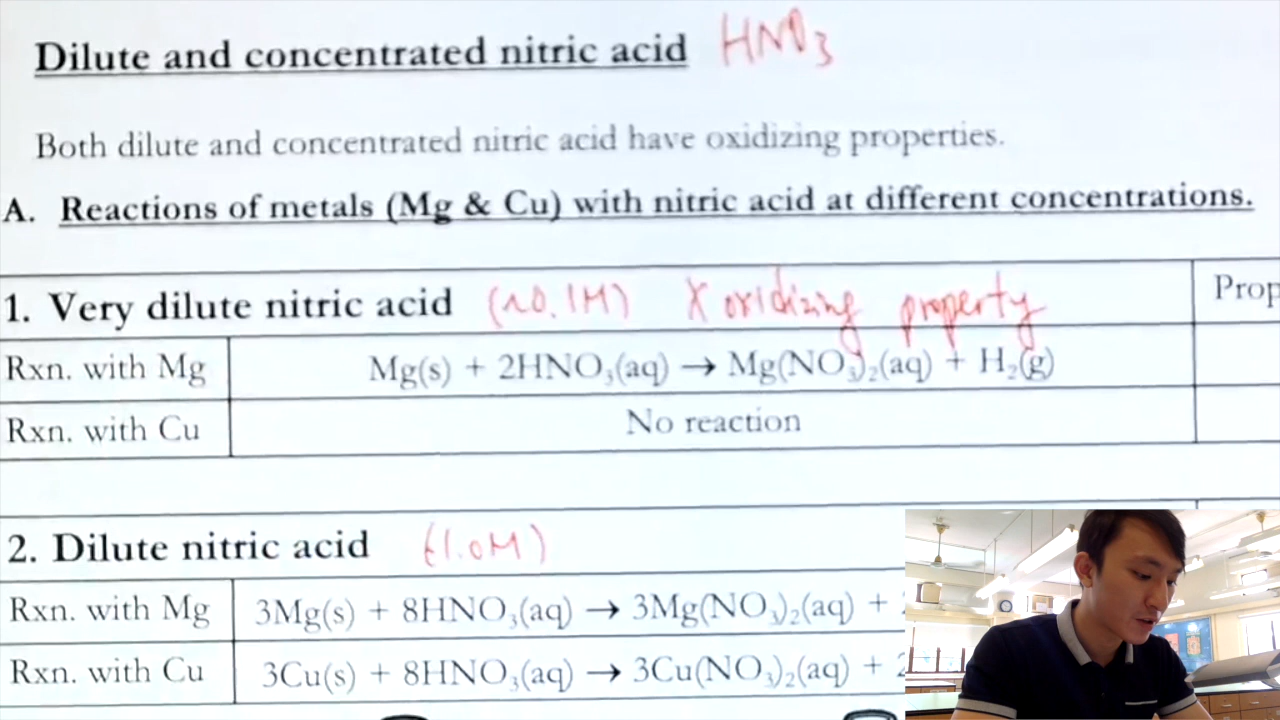 Dilute and concentrated nitric acid HNO3
Both dilute and concentrated nitric acid have oxidizing properties.
A. Reactions of metals (Mg & Cu) with nitric acid at different concentrations.
1. Very dilute nitric acid (~0.1M) X oxidizing property Prop
Rxn. with Mg Mg(s) + 2HNO₃(aq) → Mg(NO₃)₂(aq) + H₂(g)
Rxn. with Cu No reaction
2. Dilute nitric acid (1.0M)
Rxn. with Mg 3Mg(s) + 8HNO₃(aq) → 3Mg(NO₃)₂(aq) +
Rxn. with Cu 3Cu(s) + 8HNO₃(aq) → 3Cu(NO₃)₂(aq) +